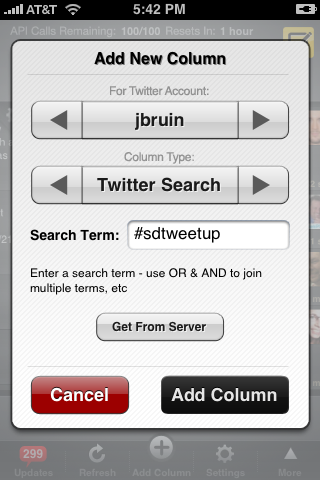 AT&T 5:42 PM
API Calls Remaining: 100/100 Resets In: 1 hour
Add New Column
For Twitter Account:
jbruin
Column Type:
Twitter Search
Search Term: #sdtweetup
Enter a search term - use OR & AND to join
multiple terms, etc
Get From Server
Cancel Add Column
299
Updates Refresh Add Column Settings More